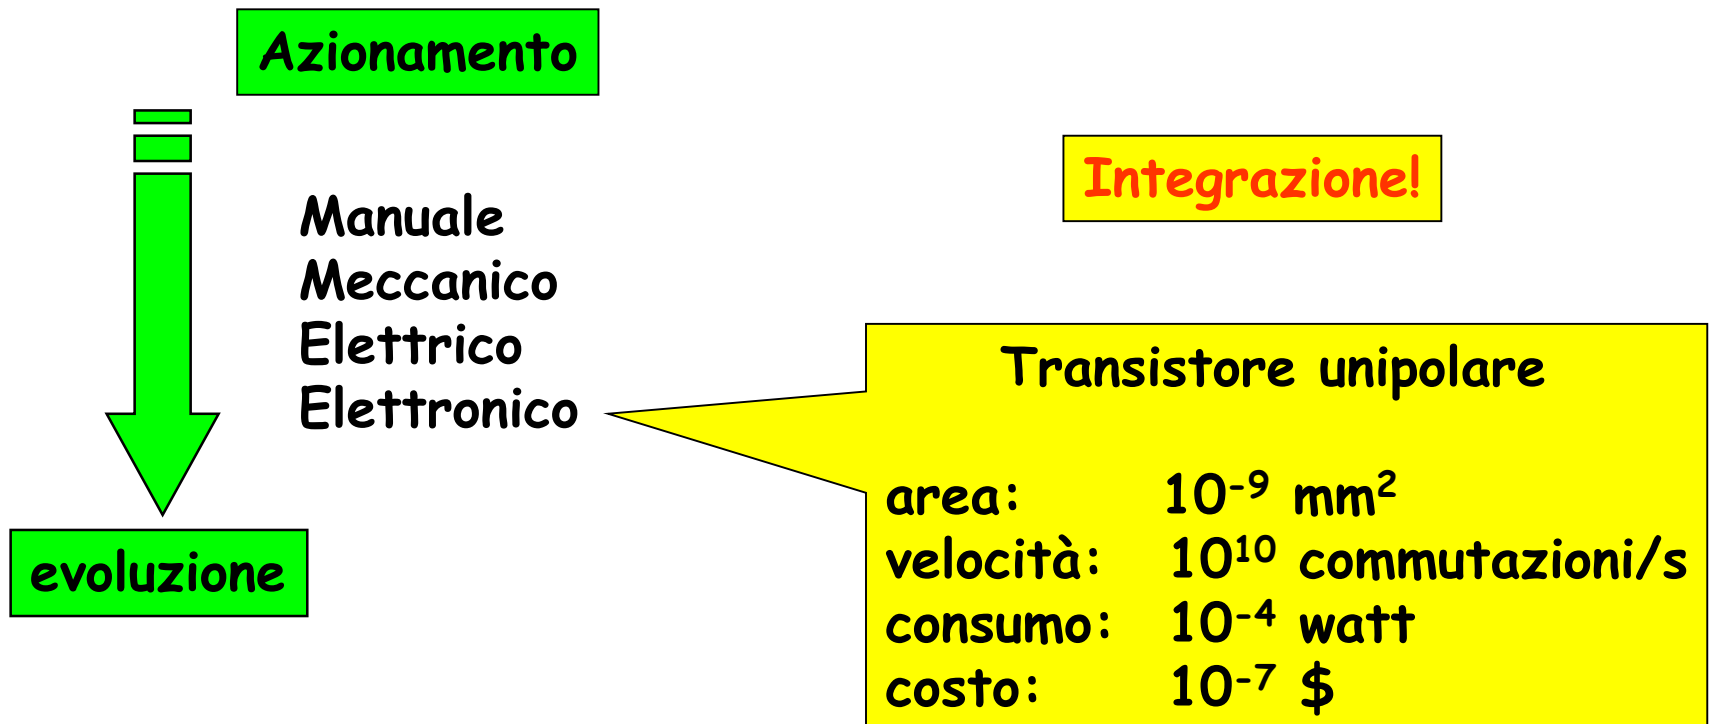 Azionamento
Integrazione!
Manuale
Meccanico
Elettrico
Elettronico
evoluzione
Transistore unipolare
area: 10⁻⁹ mm²
velocità: 10¹⁰ commutazioni/s
consumo: 10⁻⁴ watt
costo: 10⁻⁷ $